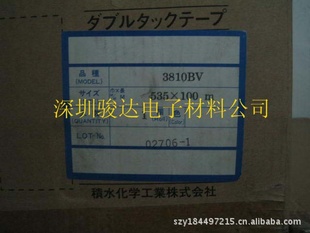 ダブルタックテープ
品種
(MODEL)
3810BV
サイズ
535×100 m
深圳骏达电子材料公司
QUANTITY
LOT No.
02706-1
積水化学工業株式会社
szy184497215.cn.alibaba.com